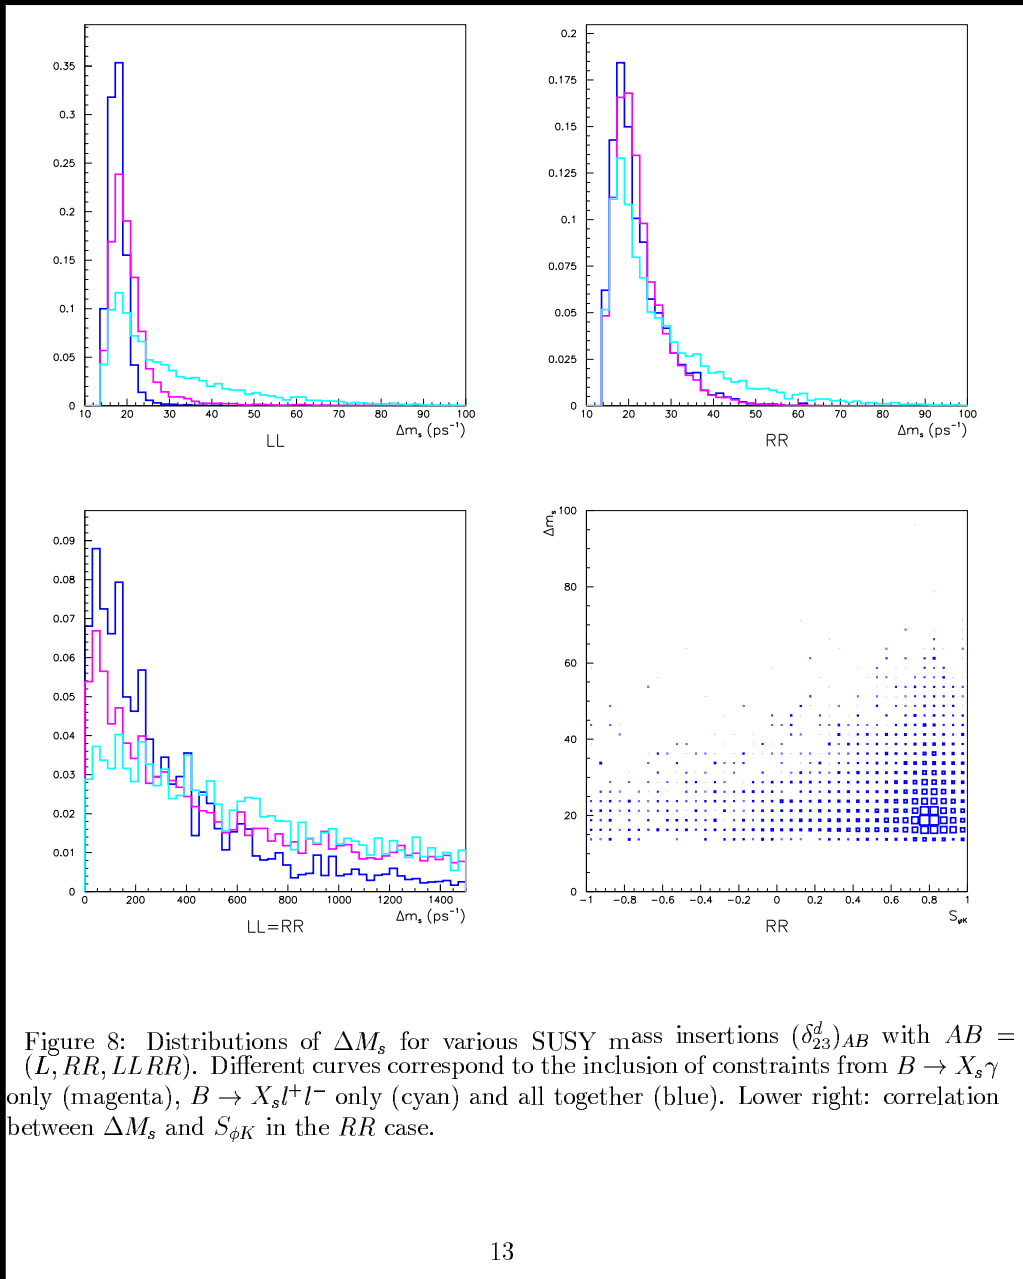 0.35
0.3
0.25
0.2
0.15
0.1
0.05
0
10 20 30 40 50 60 70 80 90 100
Δmₛ (ps⁻¹)
LL
0.2
0.175
0.15
0.125
0.1
0.075
0.05
0.025
0
10 20 30 40 50 60 70 80 90 100
Δmₛ (ps⁻¹)
RR
0.09
0.08
0.07
0.06
0.05
0.04
0.03
0.02
0.01
0
0 200 400 600 800 1000 1200 1400
Δmₛ (ps⁻¹)
LL=RR
Δmₛ
100
80
60
40
20
0
-1 -0.8 -0.6 -0.4 -0.2 0 0.2 0.4 0.6 0.8 1
S_φK
RR
Figure 8: Distributions of ΔMₛ for various SUSY mass insertions (δ^d_23)_AB with AB =
(L, RR, LLRR). Different curves correspond to the inclusion of constraints from B → Xₛγ
only (magenta), B → Xₛl⁺l⁻ only (cyan) and all together (blue). Lower right: correlation
between ΔMₛ and S_ϕK in the RR case.
13